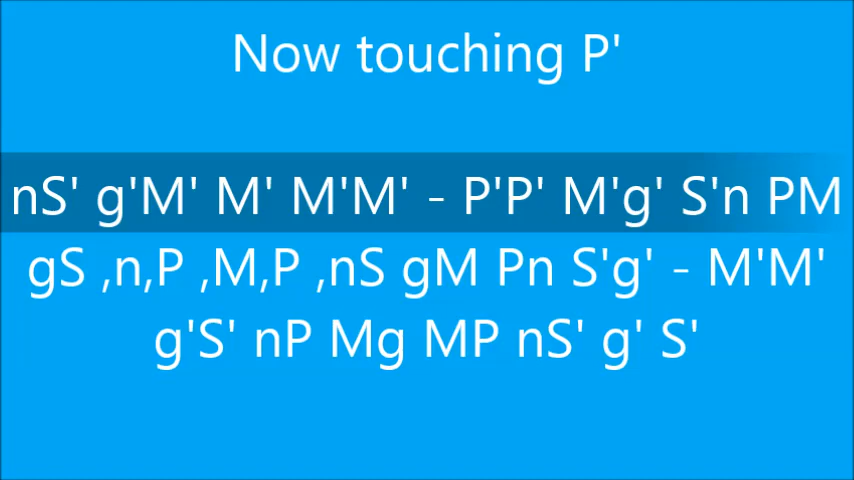 Now touching P'
nS' g'M' M' M'M' - P'P' M'g' S'n PM
gS ,n,P ,M,P ,nS gM Pn S'g' - M'M'
g'S' nP Mg MP nS' g' S'